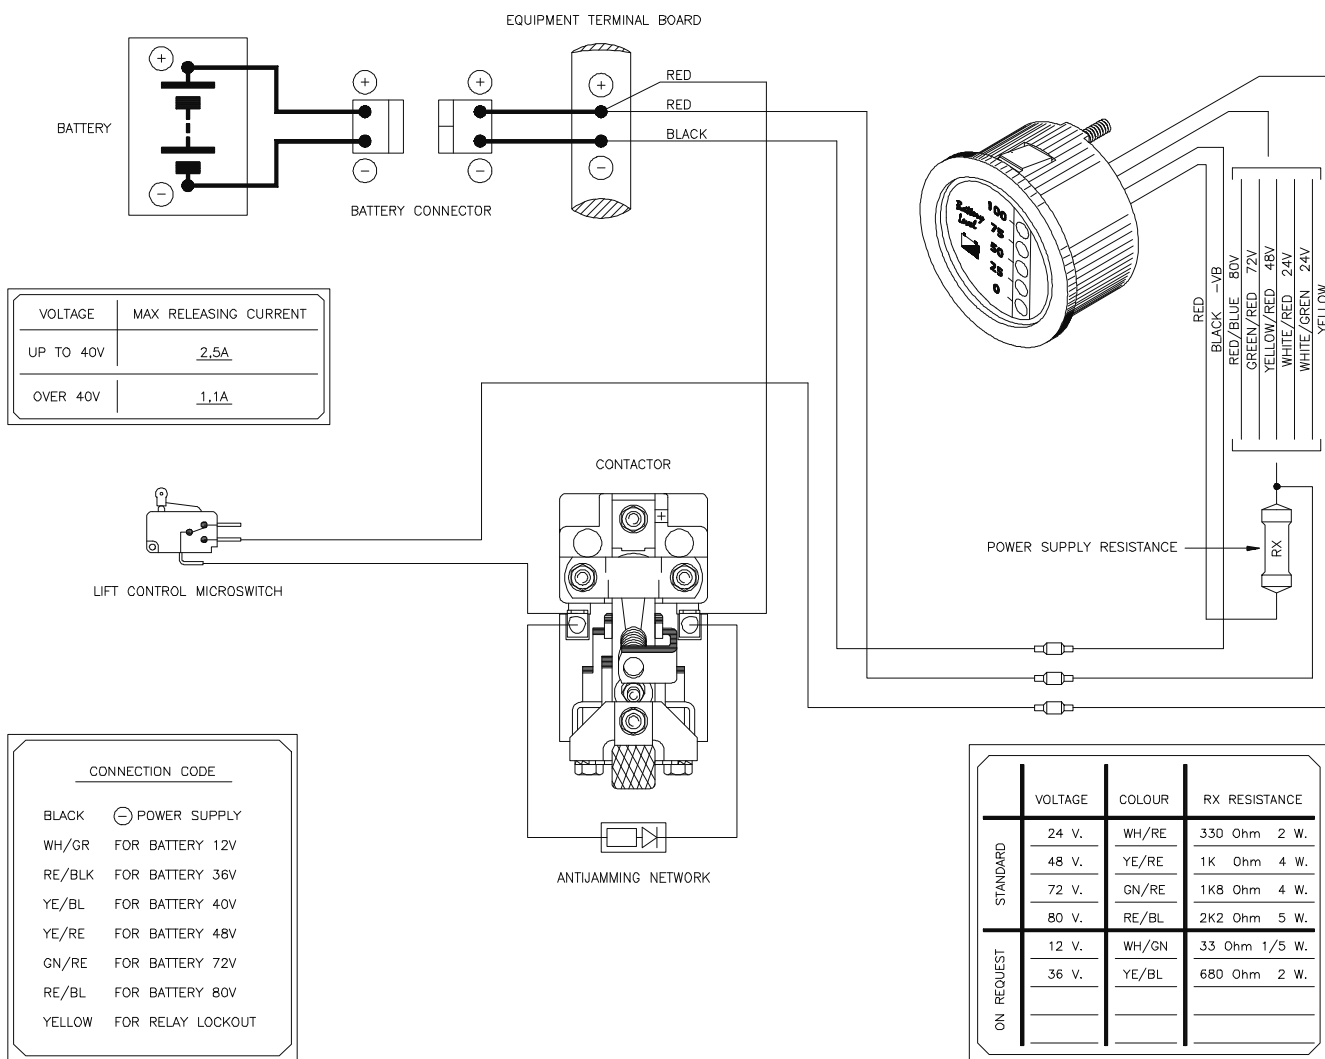 EQUIPMENT TERMINAL BOARD
BATTERY
BATTERY CONNECTOR
RED
RED
BLACK
+
-
+
-
+
-
+
-
Battery
Level
100
75
50
25
0
RED
BLACK -VB
RED/BLUE 80V
GREEN/RED 72V
YELLOW/RED 48V
WHITE/RED 24V
WHITE/GREN 24V
YELLOW
VOLTAGE MAX RELEASING CURRENT
UP TO 40V 2,5A
OVER 40V 1,1A
CONTACTOR
+
LIFT CONTROL MICROSWITCH
POWER SUPPLY RESISTANCE
RX
ANTIJAMMING NETWORK
CONNECTION CODE
BLACK - POWER SUPPLY
WH/GR FOR BATTERY 12V
RE/BLK FOR BATTERY 36V
YE/BL FOR BATTERY 40V
YE/RE FOR BATTERY 48V
GN/RE FOR BATTERY 72V
RE/BL FOR BATTERY 80V
YELLOW FOR RELAY LOCKOUT
VOLTAGE COLOUR RX RESISTANCE
STANDARD
24 V. WH/RE 330 Ohm 2 W.
48 V. YE/RE 1K Ohm 4 W.
72 V. GN/RE 1K8 Ohm 4 W.
80 V. RE/BL 2K2 Ohm 5 W.
ON REQUEST
12 V. WH/GN 33 Ohm 1/5 W.
36 V. YE/BL 680 Ohm 2 W.